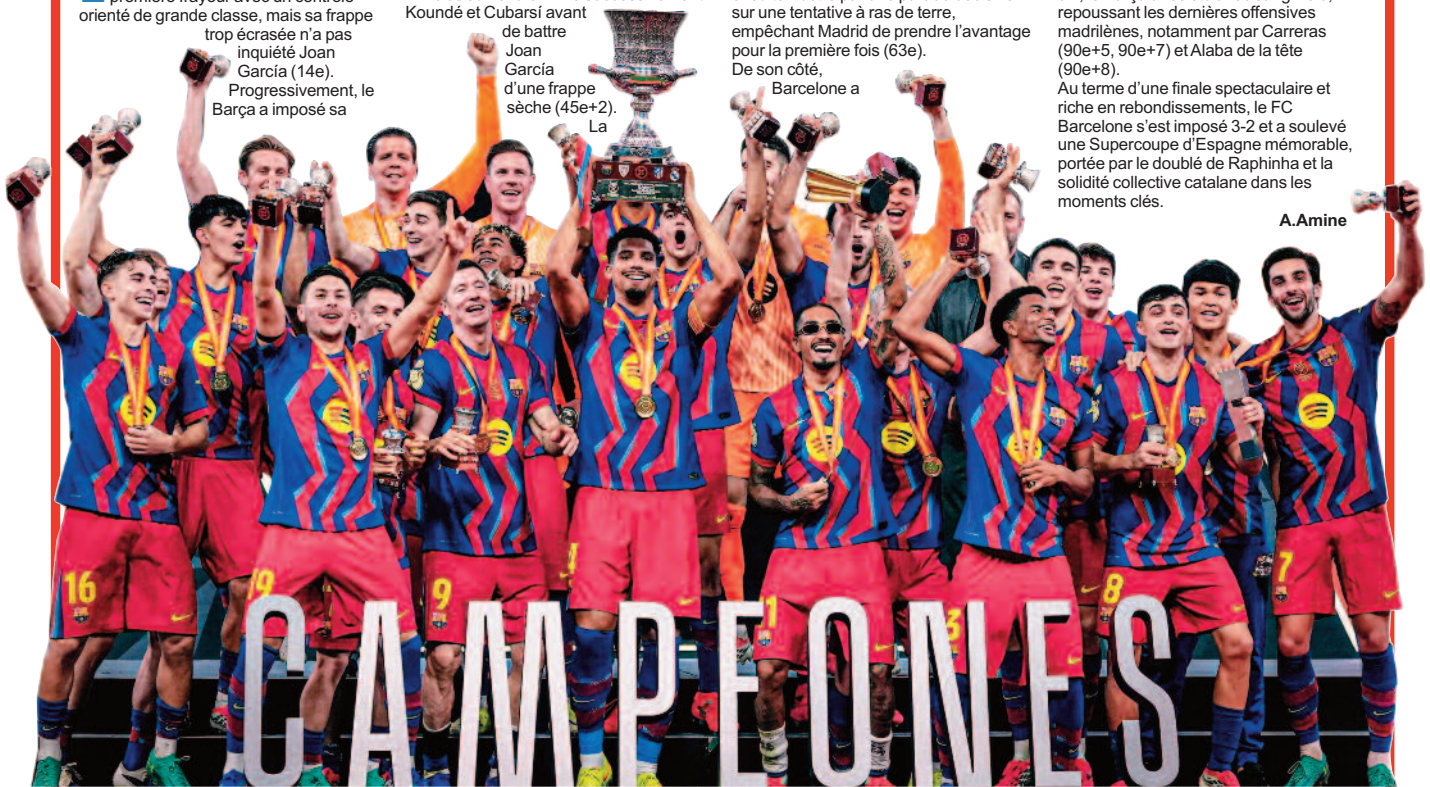 orienté de grande classe, mais sa frappe
trop écrasée n’a pas
inquiété Joan
García (14e).
Progressivement, le
Barça a imposé sa
Koundé et Cubarsí avant
de battre
Joan
García
d’une frappe
sèche (45e+2).
La
sur une tentative à ras de terre,
empêchant Madrid de prendre l’avantage
pour la première fois (63e).
De son côté,
Barcelone a
repoussant les dernières offensives
madrilènes, notamment par Carreras
(90e+5, 90e+7) et Alaba de la tête
(90e+8).
Au terme d’une finale spectaculaire et
riche en rebondissements, le FC
Barcelone s’est imposé 3-2 et a soulevé
une Supercoupe d’Espagne mémorable,
portée par le doublé de Raphinha et la
solidité collective catalane dans les
moments clés.
A.Amine
16
9
8
7
CAMPEONES